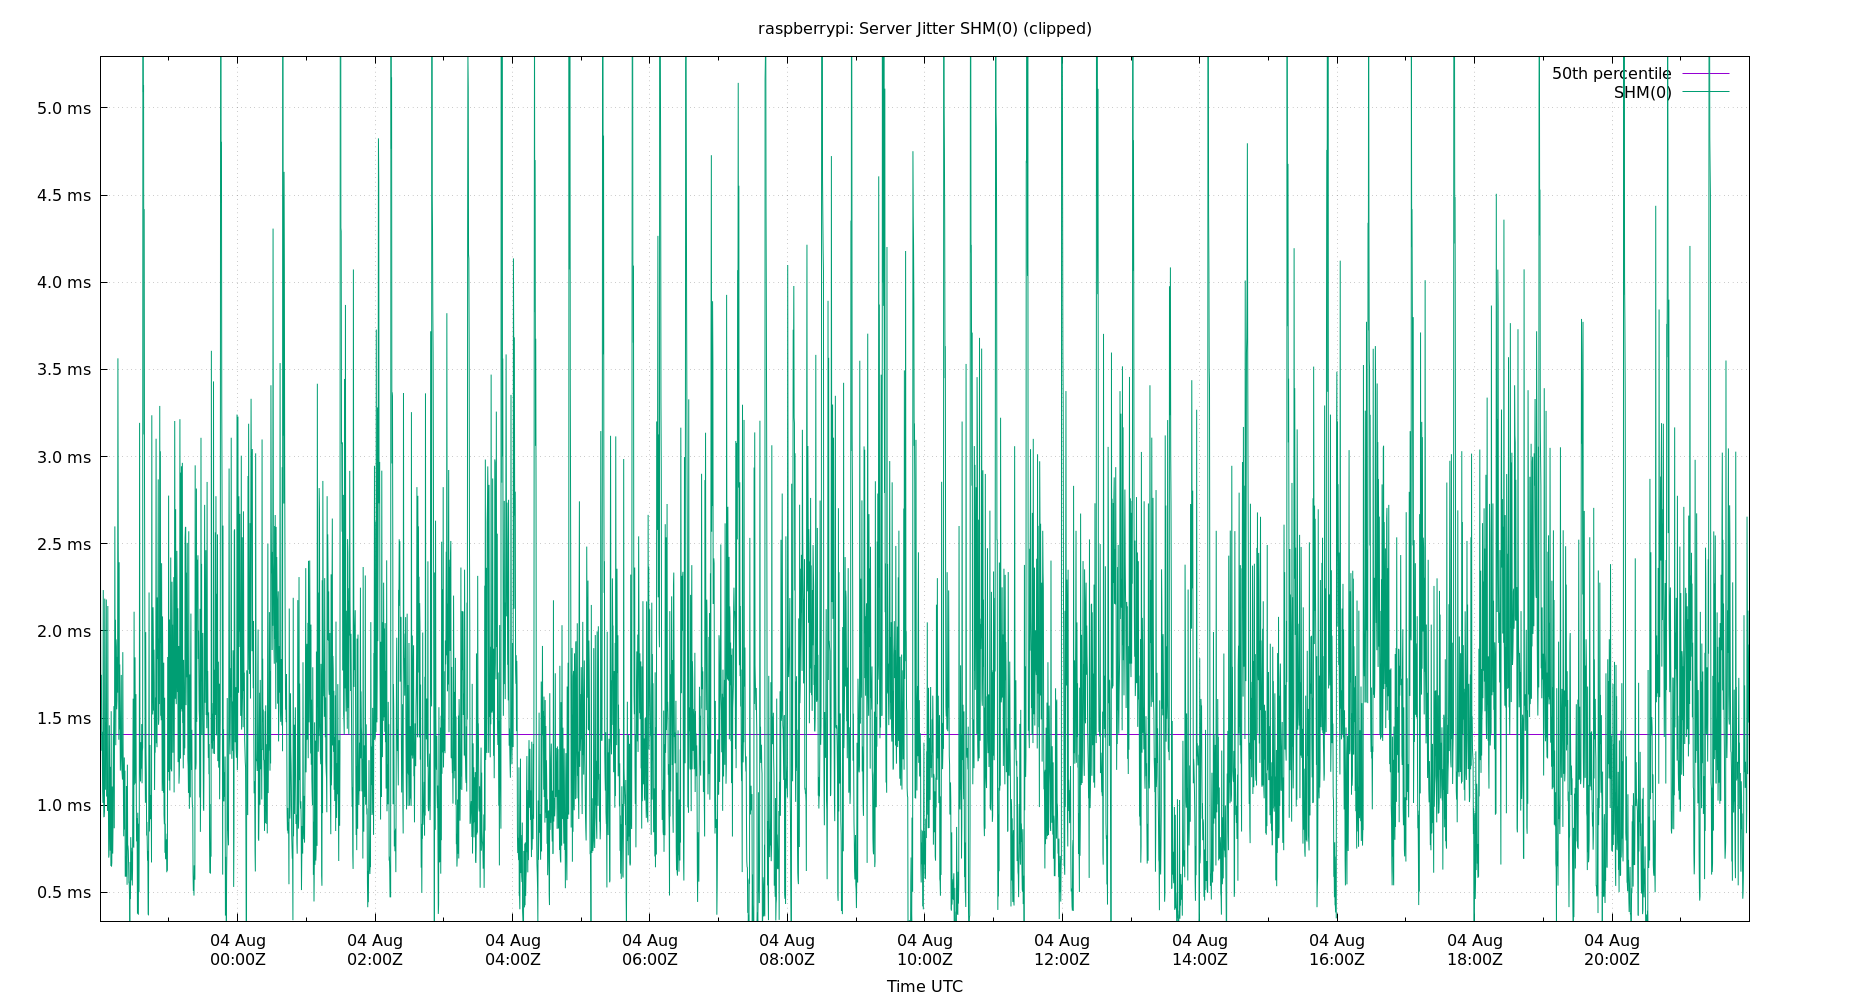 raspberrypi: Server Jitter SHM(0) (clipped)
50th percentile
SHM(0)
5.0 ms
4.5 ms
4.0 ms
3.5 ms
3.0 ms
2.5 ms
2.0 ms
1.5 ms
1.0 ms
0.5 ms
04 Aug 04 Aug 04 Aug 04 Aug 04 Aug 04 Aug 04 Aug 04 Aug 04 Aug 04 Aug 04 Aug
00:00Z 02:00Z 04:00Z 06:00Z 08:00Z 10:00Z 12:00Z 14:00Z 16:00Z 18:00Z 20:00Z
Time UTC